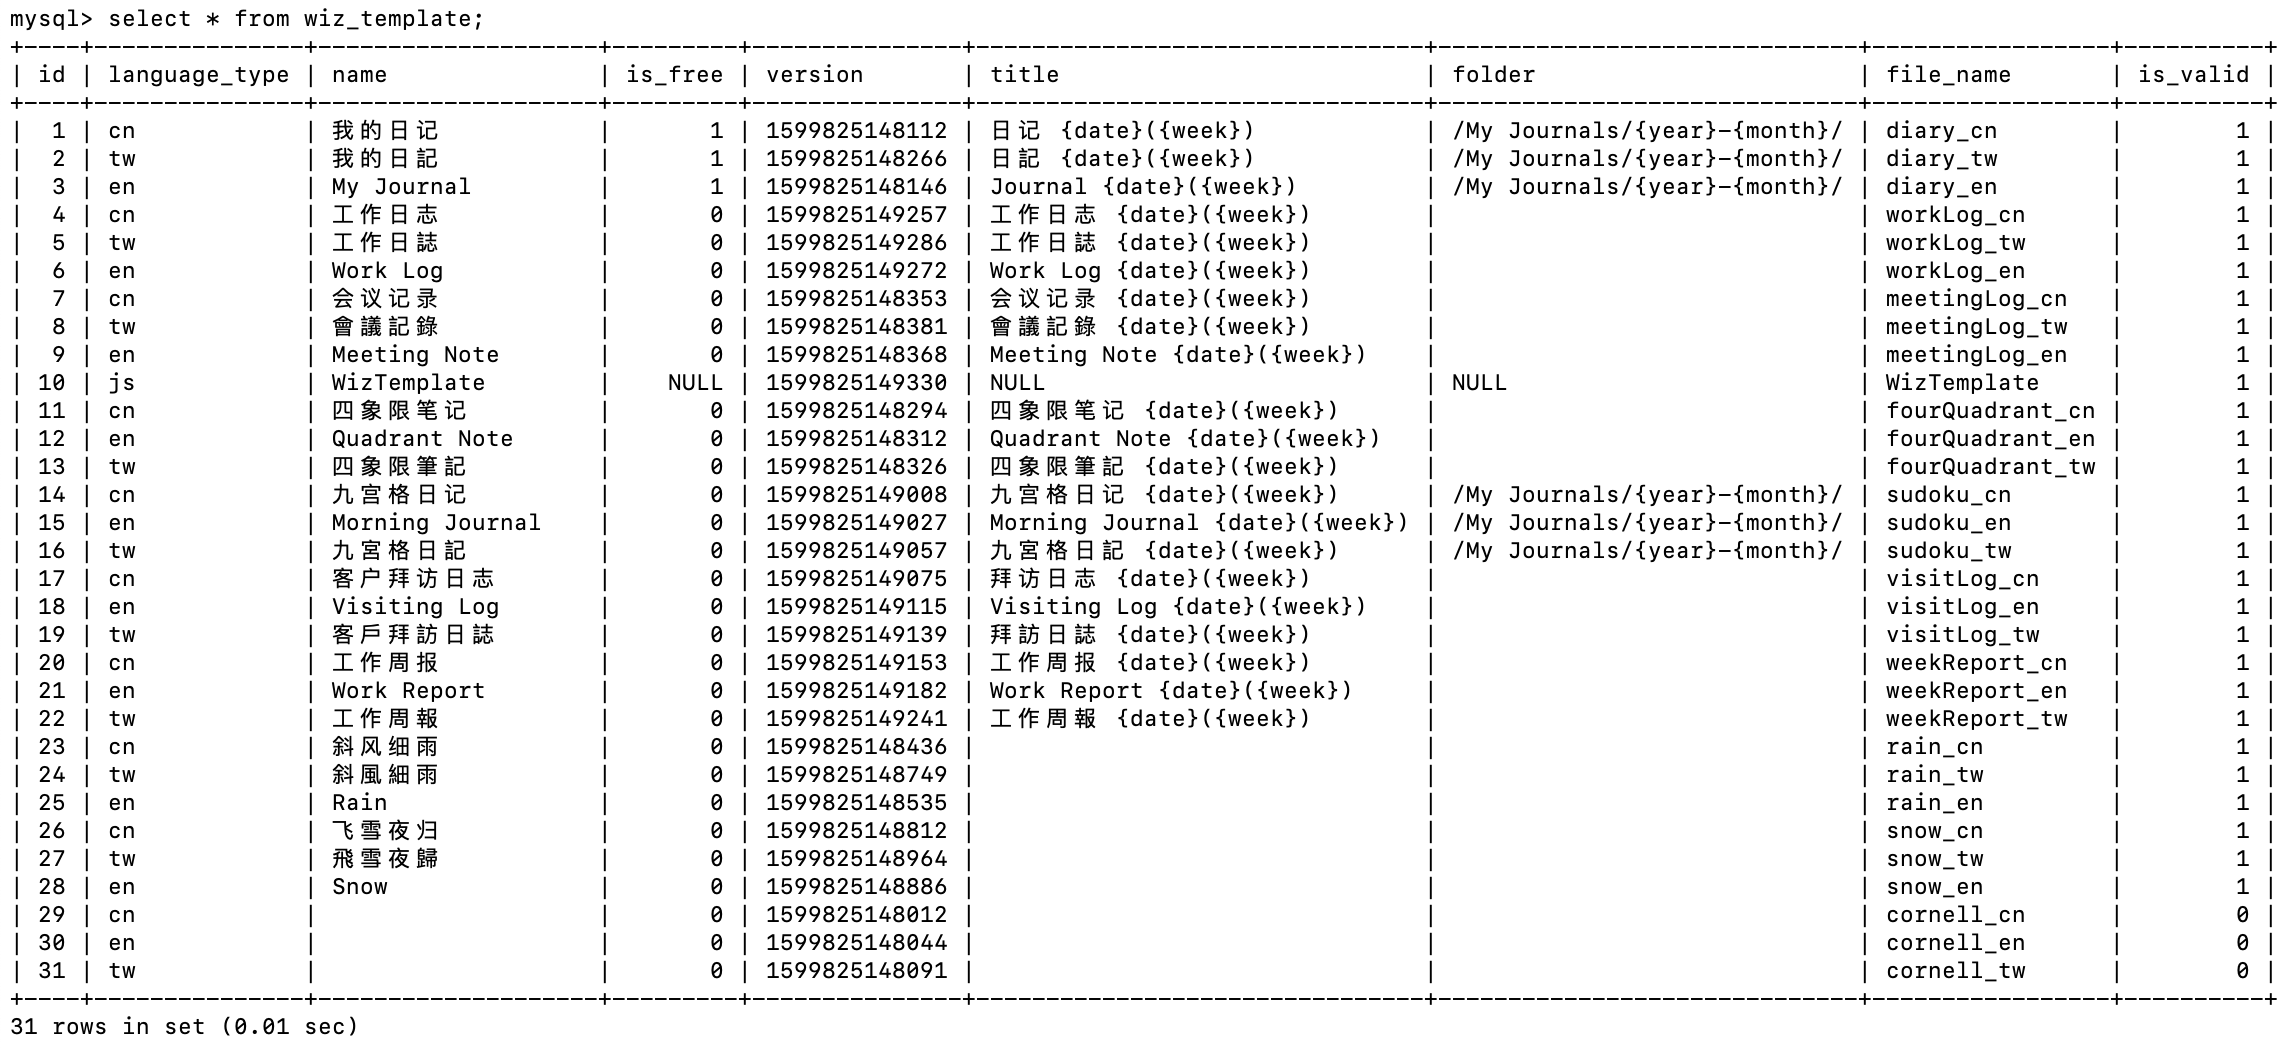 mysql> select * from wiz_template;
+----+---------------+---------------------+---------+---------------+--------------------------------+------------------------------+-----------------+----------+
| id | language_type | name | is_free | version | title | folder | file_name | is_valid |
+----+---------------+---------------------+---------+---------------+--------------------------------+------------------------------+-----------------+----------+
| 1 | cn | 我的日记 | 1 | 1599825148112 | 日记 {date}({week}) | /My Journals/{year}-{month}/ | diary_cn | 1 |
| 2 | tw | 我的日記 | 1 | 1599825148266 | 日記 {date}({week}) | /My Journals/{year}-{month}/ | diary_tw | 1 |
| 3 | en | My Journal | 1 | 1599825148146 | Journal {date}({week}) | /My Journals/{year}-{month}/ | diary_en | 1 |
| 4 | cn | 工作日志 | 0 | 1599825149257 | 工作日志 {date}({week}) | | workLog_cn | 1 |
| 5 | tw | 工作日誌 | 0 | 1599825149286 | 工作日誌 {date}({week}) | | workLog_tw | 1 |
| 6 | en | Work Log | 0 | 1599825149272 | Work Log {date}({week}) | | workLog_en | 1 |
| 7 | cn | 会议记录 | 0 | 1599825148353 | 会议记录 {date}({week}) | | meetingLog_cn | 1 |
| 8 | tw | 會議記錄 | 0 | 1599825148381 | 會議記錄 {date}({week}) | | meetingLog_tw | 1 |
| 9 | en | Meeting Note | 0 | 1599825148368 | Meeting Note {date}({week}) | | meetingLog_en | 1 |
| 10 | js | WizTemplate | NULL | 1599825149330 | NULL | NULL | WizTemplate | 1 |
| 11 | cn | 四象限笔记 | 0 | 1599825148294 | 四象限笔记 {date}({week}) | | fourQuadrant_cn | 1 |
| 12 | en | Quadrant Note | 0 | 1599825148312 | Quadrant Note {date}({week}) | | fourQuadrant_en | 1 |
| 13 | tw | 四象限筆記 | 0 | 1599825148326 | 四象限筆記 {date}({week}) | | fourQuadrant_tw | 1 |
| 14 | cn | 九宫格日记 | 0 | 1599825149008 | 九宫格日记 {date}({week}) | /My Journals/{year}-{month}/ | sudoku_cn | 1 |
| 15 | en | Morning Journal | 0 | 1599825149027 | Morning Journal {date}({week}) | /My Journals/{year}-{month}/ | sudoku_en | 1 |
| 16 | tw | 九宮格日記 | 0 | 1599825149057 | 九宮格日記 {date}({week}) | /My Journals/{year}-{month}/ | sudoku_tw | 1 |
| 17 | cn | 客户拜访日志 | 0 | 1599825149075 | 拜访日志 {date}({week}) | | visitLog_cn | 1 |
| 18 | en | Visiting Log | 0 | 1599825149115 | Visiting Log {date}({week}) | | visitLog_en | 1 |
| 19 | tw | 客戶拜訪日誌 | 0 | 1599825149139 | 拜訪日誌 {date}({week}) | | visitLog_tw | 1 |
| 20 | cn | 工作周报 | 0 | 1599825149153 | 工作周报 {date}({week}) | | weekReport_cn | 1 |
| 21 | en | Work Report | 0 | 1599825149182 | Work Report {date}({week}) | | weekReport_en | 1 |
| 22 | tw | 工作周報 | 0 | 1599825149241 | 工作周報 {date}({week}) | | weekReport_tw | 1 |
| 23 | cn | 斜风细雨 | 0 | 1599825148436 | | | rain_cn | 1 |
| 24 | tw | 斜風細雨 | 0 | 1599825148749 | | | rain_tw | 1 |
| 25 | en | Rain | 0 | 1599825148535 | | | rain_en | 1 |
| 26 | cn | 飞雪夜归 | 0 | 1599825148812 | | | snow_cn | 1 |
| 27 | tw | 飛雪夜歸 | 0 | 1599825148964 | | | snow_tw | 1 |
| 28 | en | Snow | 0 | 1599825148886 | | | snow_en | 1 |
| 29 | cn | | 0 | 1599825148012 | | | cornell_cn | 0 |
| 30 | en | | 0 | 1599825148044 | | | cornell_en | 0 |
| 31 | tw | | 0 | 1599825148091 | | | cornell_tw | 0 |
+----+---------------+---------------------+---------+---------------+--------------------------------+------------------------------+-----------------+----------+
31 rows in set (0.01 sec)